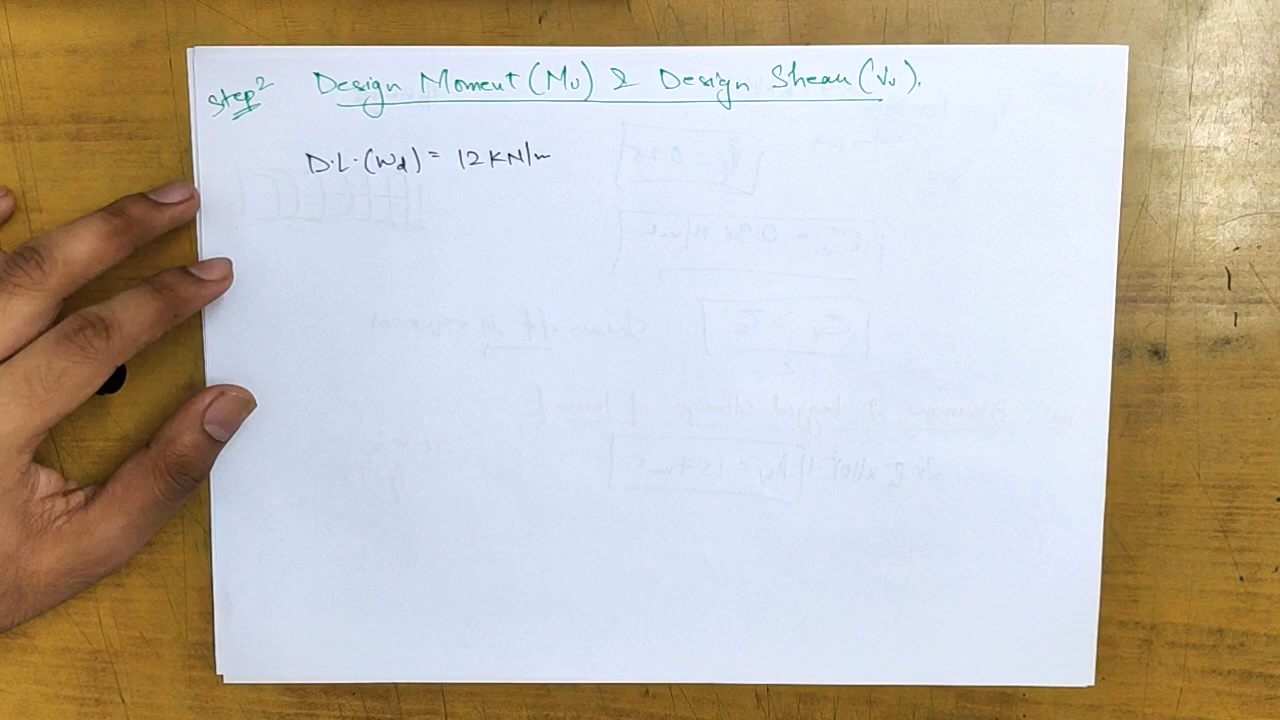 Step 2 Design Moment (Mu) & Design Shear (Vu).
D.L. (Wd) = 12 KN/m